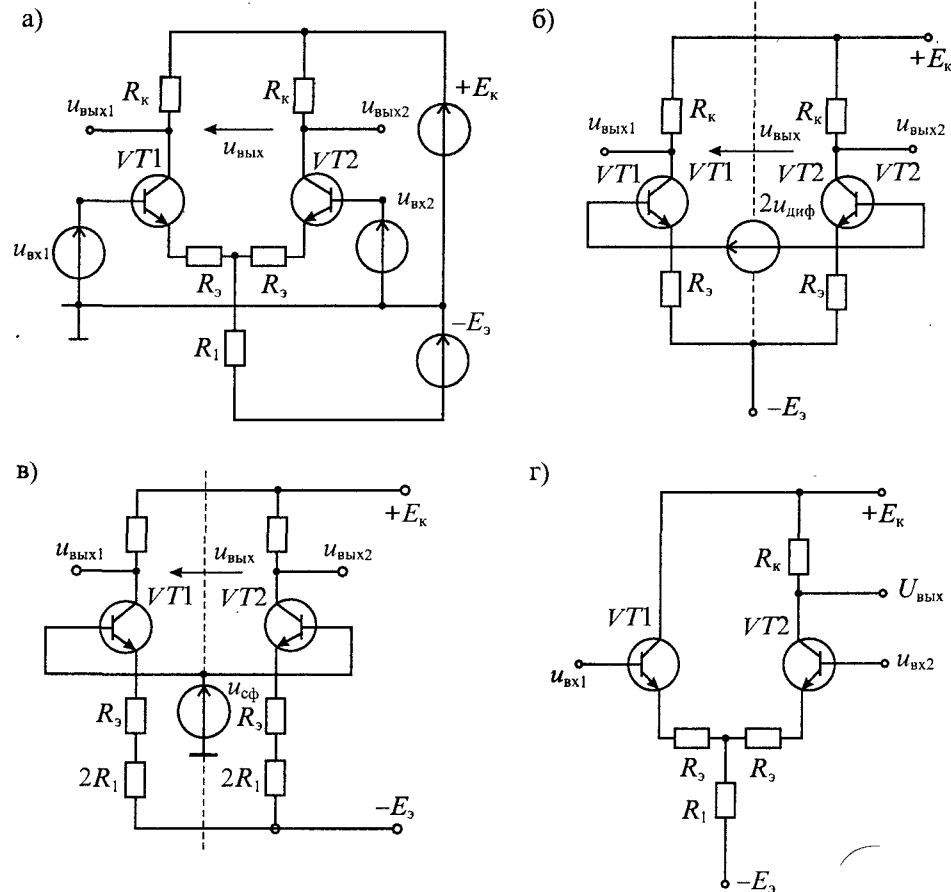 а)
+Eк
Rк
Rк
uвых1
uвых2
uвых
VT1
VT2
uвх1
uвх2
Rэ
Rэ
−Eэ
R1
б)
+Eк
Rк
Rк
uвых1
uвых
uвых2
VT1
VT1
VT2
VT2
2uдиф
Rэ
Rэ
−Eэ
в)
+Eк
uвых1
uвых
uвых2
VT1
VT2
uсф
Rэ
Rэ
2R1
2R1
−Eэ
г)
+Eк
Rк
Uвых
VT1
VT2
uвх1
uвх2
Rэ
Rэ
R1
−Eэ